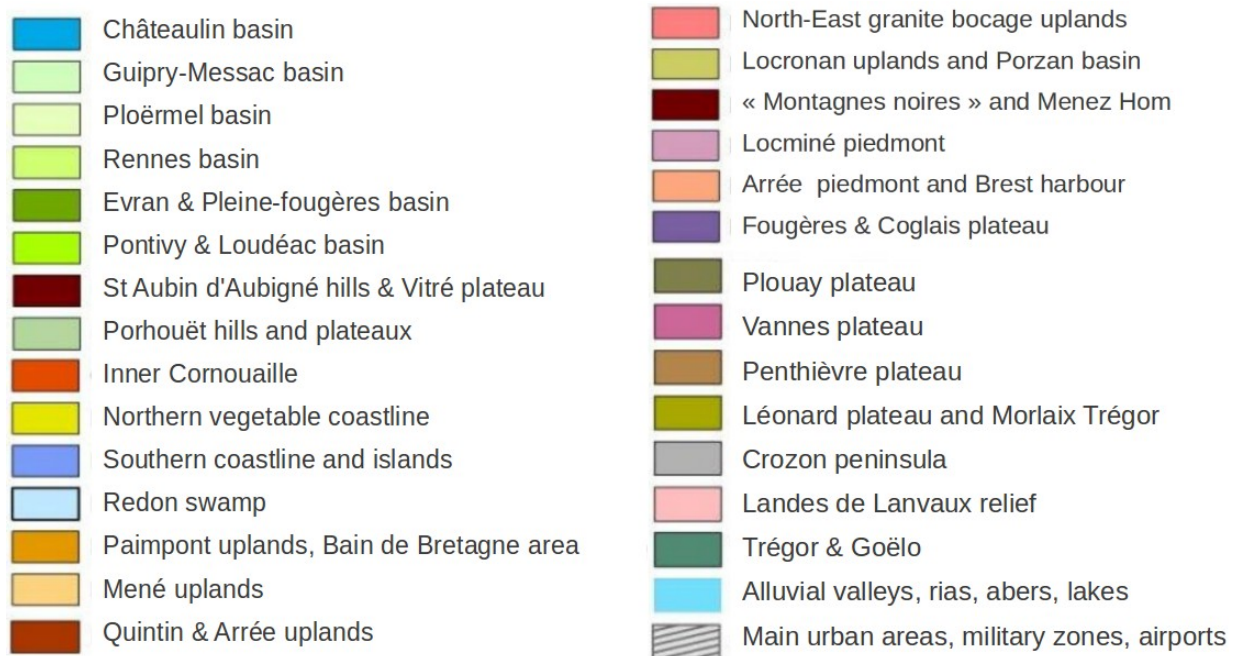 Châteaulin basin
Guipry-Messac basin
Ploërmel basin
Rennes basin
Evran & Pleine-fougères basin
Pontivy & Loudéac basin
St Aubin d'Aubigné hills & Vitré plateau
Porhouët hills and plateaux
Inner Cornouaille
Northern vegetable coastline
Southern coastline and islands
Redon swamp
Paimpont uplands, Bain de Bretagne area
Mené uplands
Quintin & Arrée uplands
North-East granite bocage uplands
Locronan uplands and Porzan basin
« Montagnes noires » and Menez Hom
Locminé piedmont
Arrée piedmont and Brest harbour
Fougères & Coglais plateau
Plouay plateau
Vannes plateau
Penthièvre plateau
Léonard plateau and Morlaix Trégor
Crozon peninsula
Landes de Lanvaux relief
Trégor & Goëlo
Alluvial valleys, rias, abers, lakes
Main urban areas, military zones, airports